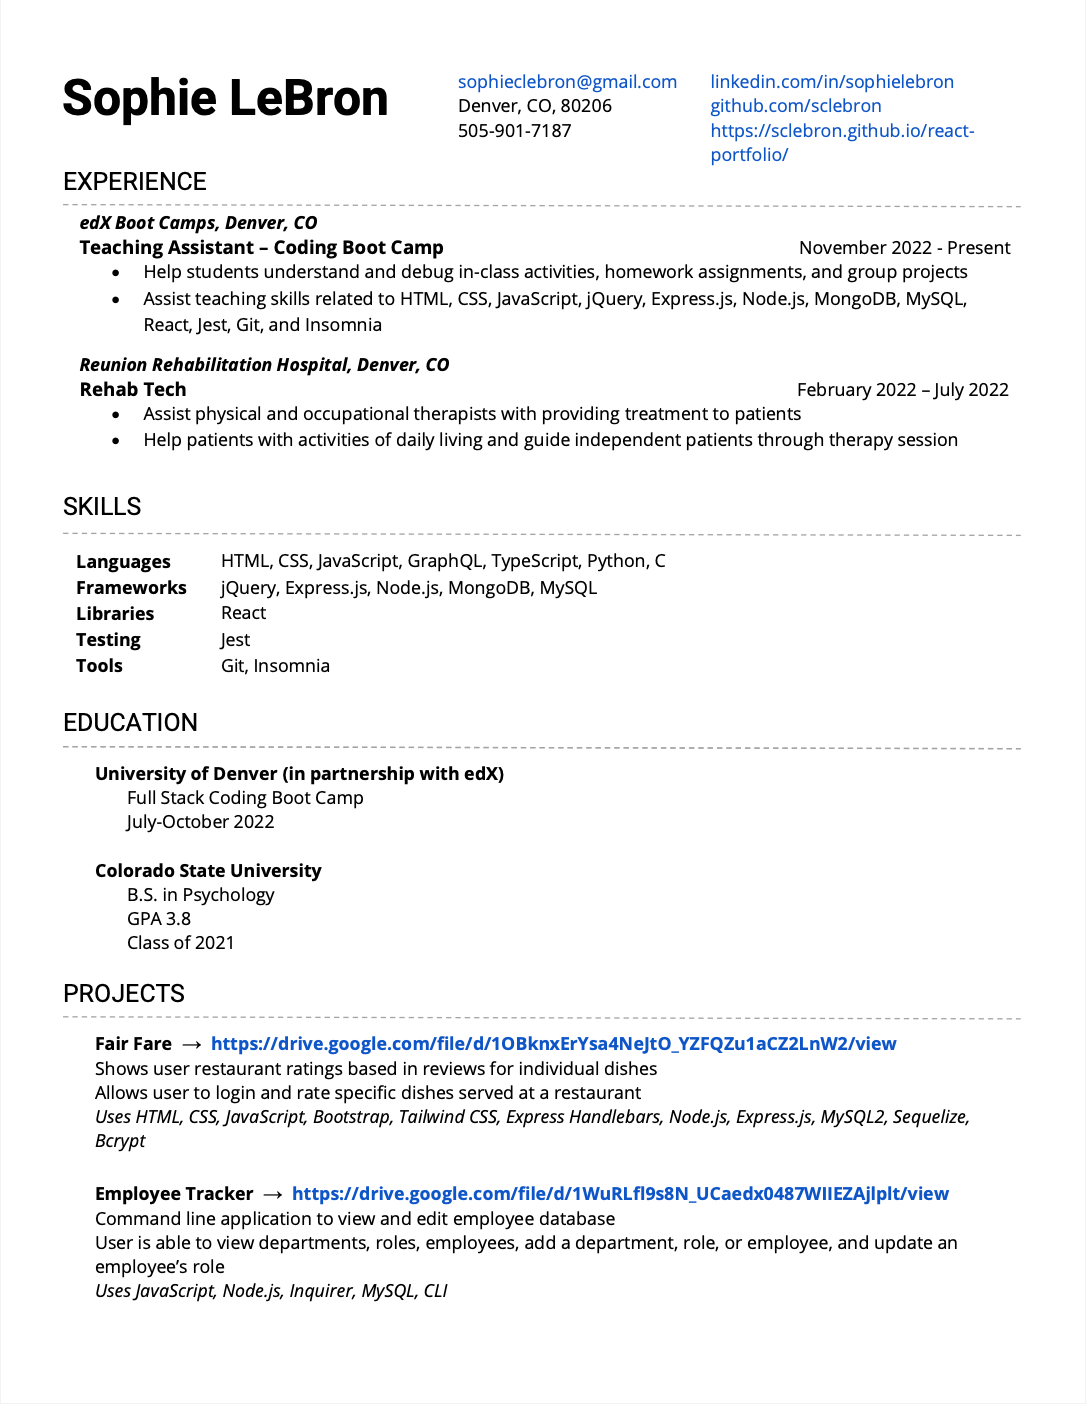 Sophie LeBron
sophieclebron@gmail.com
Denver, CO, 80206
505-901-7187
linkedin.com/in/sophielebron
github.com/sclebron
https://sclebron.github.io/react-
portfolio/
EXPERIENCE
edX Boot Camps, Denver, CO
Teaching Assistant – Coding Boot Camp November 2022 - Present
• Help students understand and debug in-class activities, homework assignments, and group projects
• Assist teaching skills related to HTML, CSS, JavaScript, jQuery, Express.js, Node.js, MongoDB, MySQL,
React, Jest, Git, and Insomnia
Reunion Rehabilitation Hospital, Denver, CO
Rehab Tech February 2022 – July 2022
• Assist physical and occupational therapists with providing treatment to patients
• Help patients with activities of daily living and guide independent patients through therapy session
SKILLS
Languages HTML, CSS, JavaScript, GraphQL, TypeScript, Python, C
Frameworks jQuery, Express.js, Node.js, MongoDB, MySQL
Libraries React
Testing Jest
Tools Git, Insomnia
EDUCATION
University of Denver (in partnership with edX)
Full Stack Coding Boot Camp
July-October 2022
Colorado State University
B.S. in Psychology
GPA 3.8
Class of 2021
PROJECTS
Fair Fare → https://drive.google.com/file/d/1OBknxErYsa4NeJtO_YZFQZu1aCZ2LnW2/view
Shows user restaurant ratings based in reviews for individual dishes
Allows user to login and rate specific dishes served at a restaurant
Uses HTML, CSS, JavaScript, Bootstrap, Tailwind CSS, Express Handlebars, Node.js, Express.js, MySQL2, Sequelize,
Bcrypt
Employee Tracker → https://drive.google.com/file/d/1WuRLfl9s8N_UCaedx0487WIIEZAjlplt/view
Command line application to view and edit employee database
User is able to view departments, roles, employees, add a department, role, or employee, and update an
employee’s role
Uses JavaScript, Node.js, Inquirer, MySQL, CLI